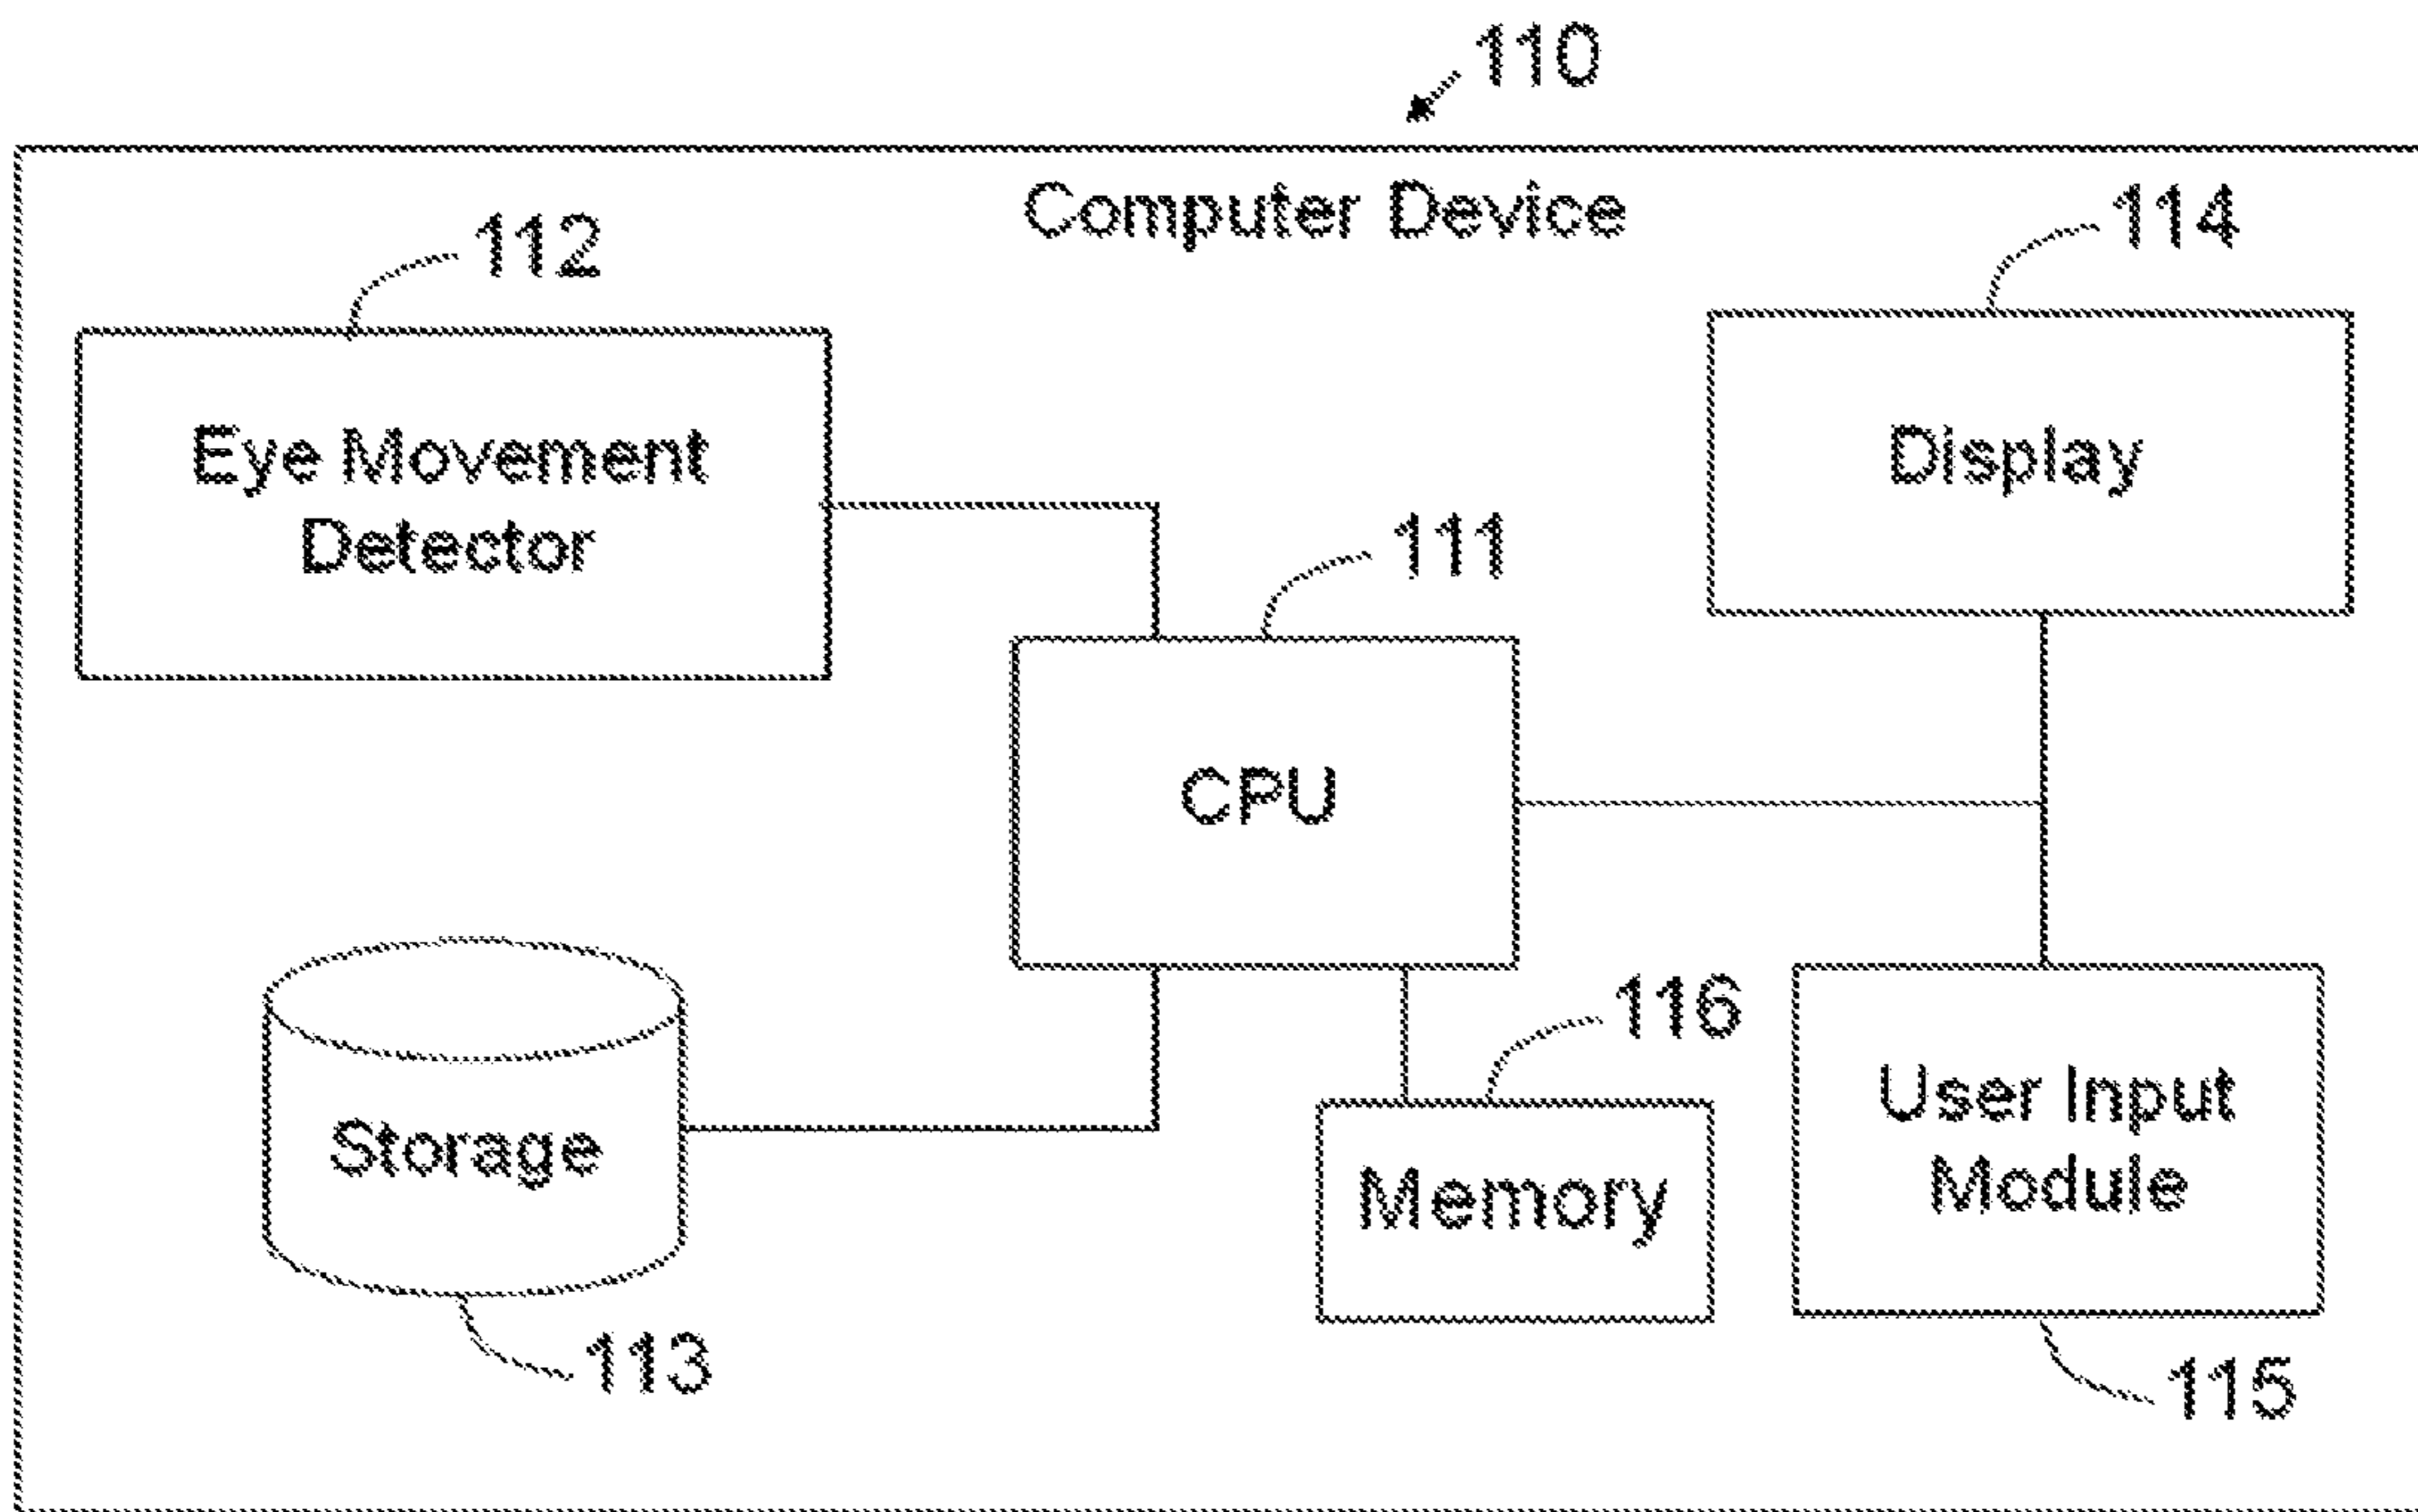 110
Computer Device
112
114
Eye Movement
Detector
Display
111
CPU
116
Storage
Memory
User Input
Module
113
115